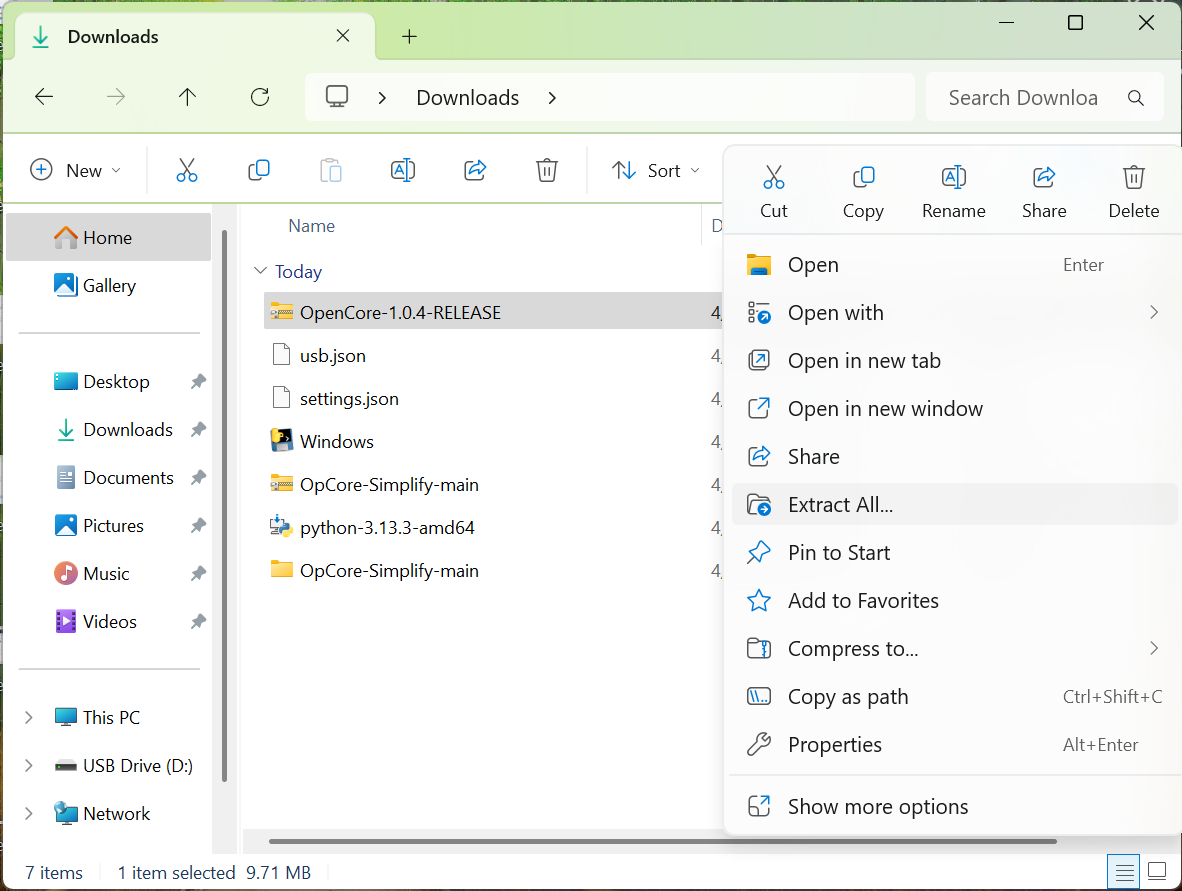 Downloads
Downloads
Search Downloa
New
Sort
Cut
Copy
Rename
Share
Delete
Home
Gallery
Desktop
Downloads
Documents
Pictures
Music
Videos
This PC
USB Drive (D:)
Network
Name
D
Today
OpenCore-1.0.4-RELEASE 4/
usb.json 4/
settings.json 4/
Windows 4/
OpCore-Simplify-main 4/
python-3.13.3-amd64 4/
OpCore-Simplify-main 4/
Open Enter
Open with
Open in new tab
Open in new window
Share
Extract All...
Pin to Start
Add to Favorites
Compress to...
Copy as path Ctrl+Shift+C
Properties Alt+Enter
Show more options
7 items 1 item selected 9.71 MB